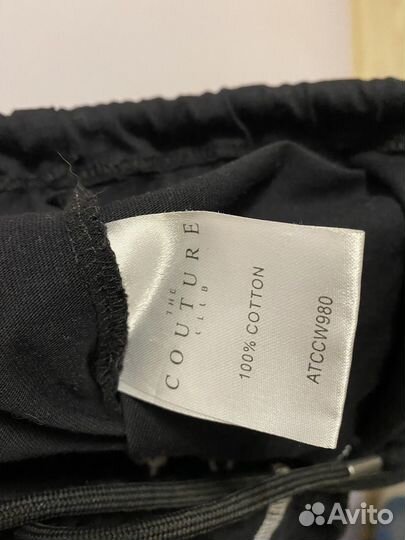 THE
COUTURE
CLUB
100% COTTON
ATCCW980
Avito